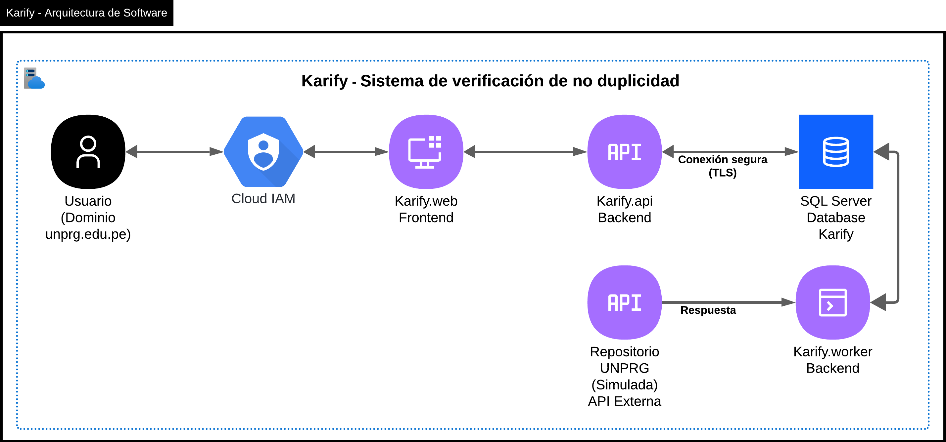 Karify - Arquitectura de Software
Karify - Sistema de verificación de no duplicidad
Usuario
(Dominio
unprg.edu.pe)
Cloud IAM
Karify.web
Frontend
API
Karify.api
Backend
Conexión segura
(TLS)
SQL Server
Database
Karify
API
Repositorio
UNPRG
(Simulada)
API Externa
Respuesta
Karify.worker
Backend